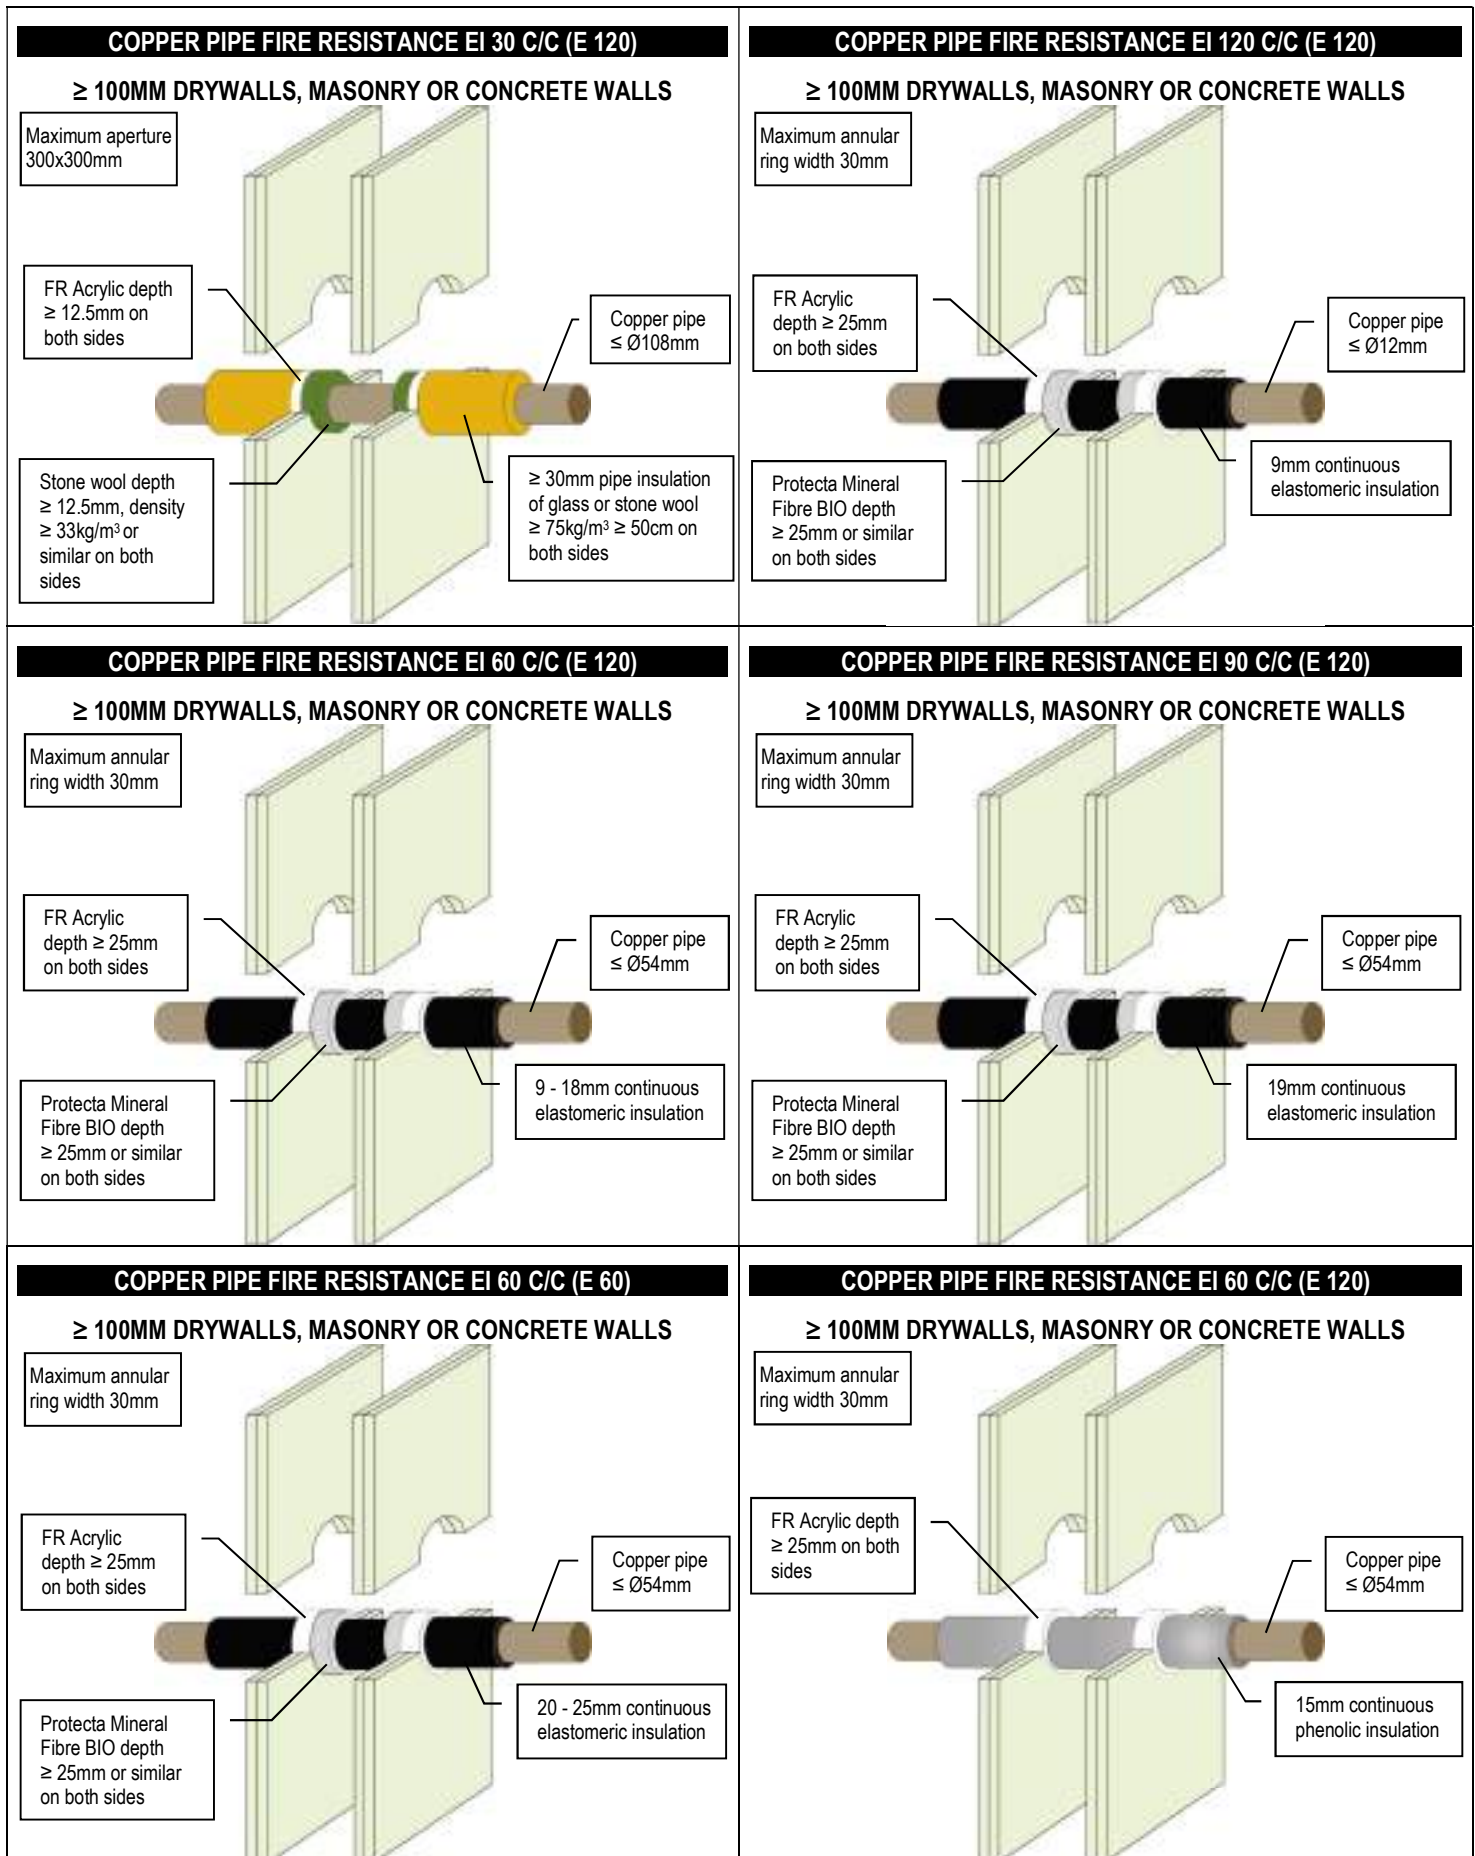 COPPER PIPE FIRE RESISTANCE EI 30 C/C (E 120)
≥ 100MM DRYWALLS, MASONRY OR CONCRETE WALLS
Maximum aperture
300x300mm
FR Acrylic depth
≥ 12.5mm on
both sides
Copper pipe
≤ Ø108mm
Stone wool depth
≥ 12.5mm, density
≥ 33kg/m³ or
similar on both
sides
≥ 30mm pipe insulation
of glass or stone wool
≥ 75kg/m³ ≥ 50cm on
both sides
COPPER PIPE FIRE RESISTANCE EI 120 C/C (E 120)
≥ 100MM DRYWALLS, MASONRY OR CONCRETE WALLS
Maximum annular
ring width 30mm
FR Acrylic
depth ≥ 25mm
on both sides
Copper pipe
≤ Ø12mm
Protecta Mineral
Fibre BIO depth
≥ 25mm or similar
on both sides
9mm continuous
elastomeric insulation
COPPER PIPE FIRE RESISTANCE EI 60 C/C (E 120)
≥ 100MM DRYWALLS, MASONRY OR CONCRETE WALLS
Maximum annular
ring width 30mm
FR Acrylic
depth ≥ 25mm
on both sides
Copper pipe
≤ Ø54mm
Protecta Mineral
Fibre BIO depth
≥ 25mm or similar
on both sides
9 - 18mm continuous
elastomeric insulation
COPPER PIPE FIRE RESISTANCE EI 90 C/C (E 120)
≥ 100MM DRYWALLS, MASONRY OR CONCRETE WALLS
Maximum annular
ring width 30mm
FR Acrylic
depth ≥ 25mm
on both sides
Copper pipe
≤ Ø54mm
Protecta Mineral
Fibre BIO depth
≥ 25mm or similar
on both sides
19mm continuous
elastomeric insulation
COPPER PIPE FIRE RESISTANCE EI 60 C/C (E 60)
≥ 100MM DRYWALLS, MASONRY OR CONCRETE WALLS
Maximum annular
ring width 30mm
FR Acrylic
depth ≥ 25mm
on both sides
Copper pipe
≤ Ø54mm
Protecta Mineral
Fibre BIO depth
≥ 25mm or similar
on both sides
20 - 25mm continuous
elastomeric insulation
COPPER PIPE FIRE RESISTANCE EI 60 C/C (E 120)
≥ 100MM DRYWALLS, MASONRY OR CONCRETE WALLS
Maximum annular
ring width 30mm
FR Acrylic depth
≥ 25mm on both
sides
Copper pipe
≤ Ø54mm
15mm continuous
phenolic insulation